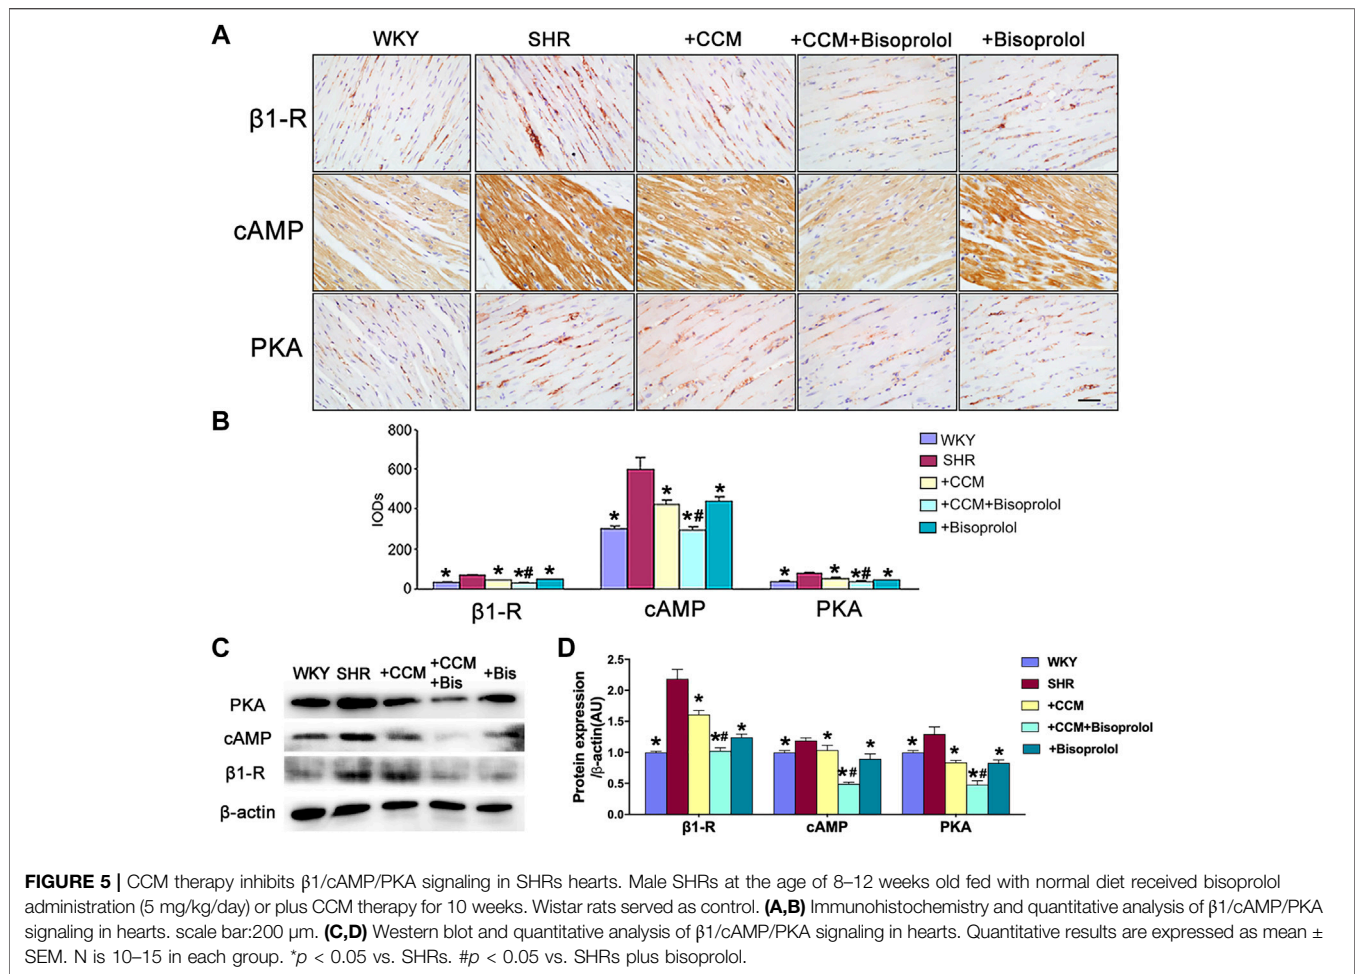 A
WKY SHR +CCM +CCM+Bisoprolol +Bisoprolol
β1-R
cAMP
PKA
B
800
600
400
200
0
IODs
* * *# *
* * *# *
* * *# *
β1-R cAMP PKA
WKY
SHR
+CCM
+CCM+Bisoprolol
+Bisoprolol
C
WKY SHR +CCM +CCM +Bis
+Bis
PKA
cAMP
β1-R
β-actin
D
2.5
2.0
1.5
1.0
0.5
0.0
Protein expression
/β-actin(AU)
* * *# *
* * *# *
* * *# *
β1-R cAMP PKA
WKY
SHR
+CCM
+CCM+Bisoprolol
+Bisoprolol
FIGURE 5 | CCM therapy inhibits β1/cAMP/PKA signaling in SHRs hearts. Male SHRs at the age of 8–12 weeks old fed with normal diet received bisoprolol
administration (5 mg/kg/day) or plus CCM therapy for 10 weeks. Wistar rats served as control. (A,B) Immunohistochemistry and quantitative analysis of β1/cAMP/PKA
signaling in hearts. scale bar:200 μm. (C,D) Western blot and quantitative analysis of β1/cAMP/PKA signaling in hearts. Quantitative results are expressed as mean ±
SEM. N is 10–15 in each group. *p < 0.05 vs. SHRs. #p < 0.05 vs. SHRs plus bisoprolol.